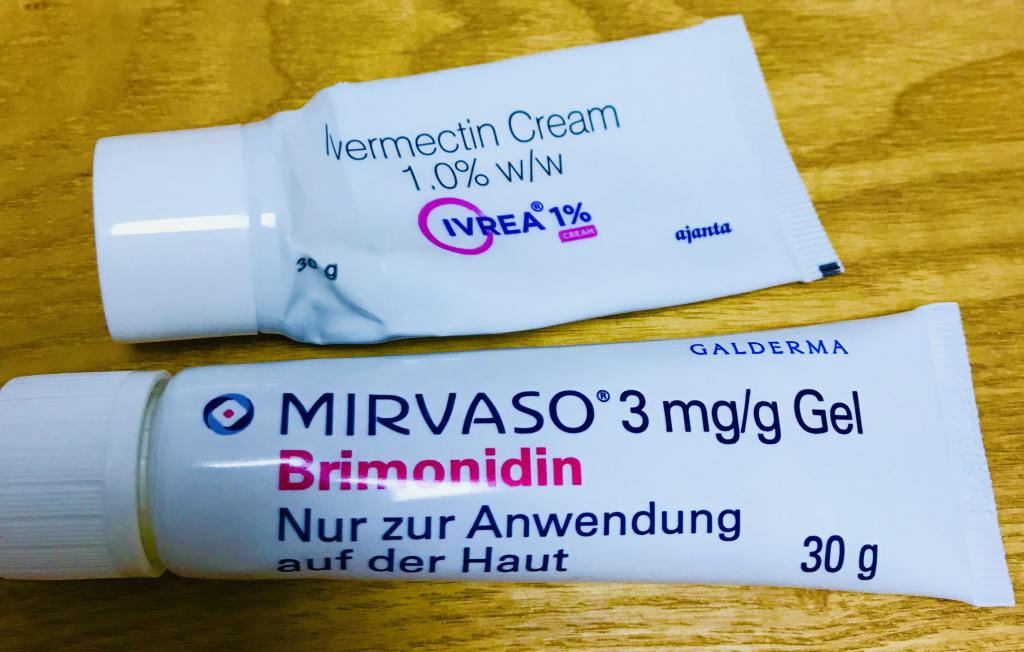 Ivermectin Cream
1.0% w/w
IVREA® 1%
CREAM
ajanta
30 g
GALDERMA
MIRVASO® 3 mg/g Gel
Brimonidin
Nur zur Anwendung
auf der Haut
30 g